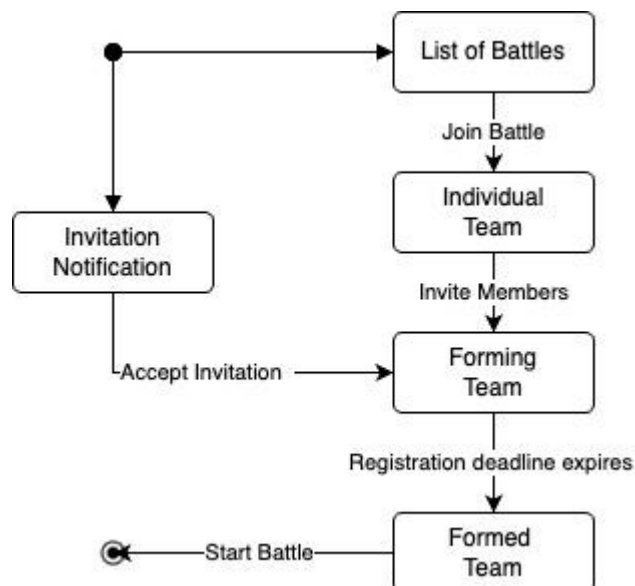 List of Battles
Join Battle
Individual
Team
Invitation
Notification
Invite Members
Forming
Team
Accept Invitation
Registration deadline expires
Formed
Team
Start Battle